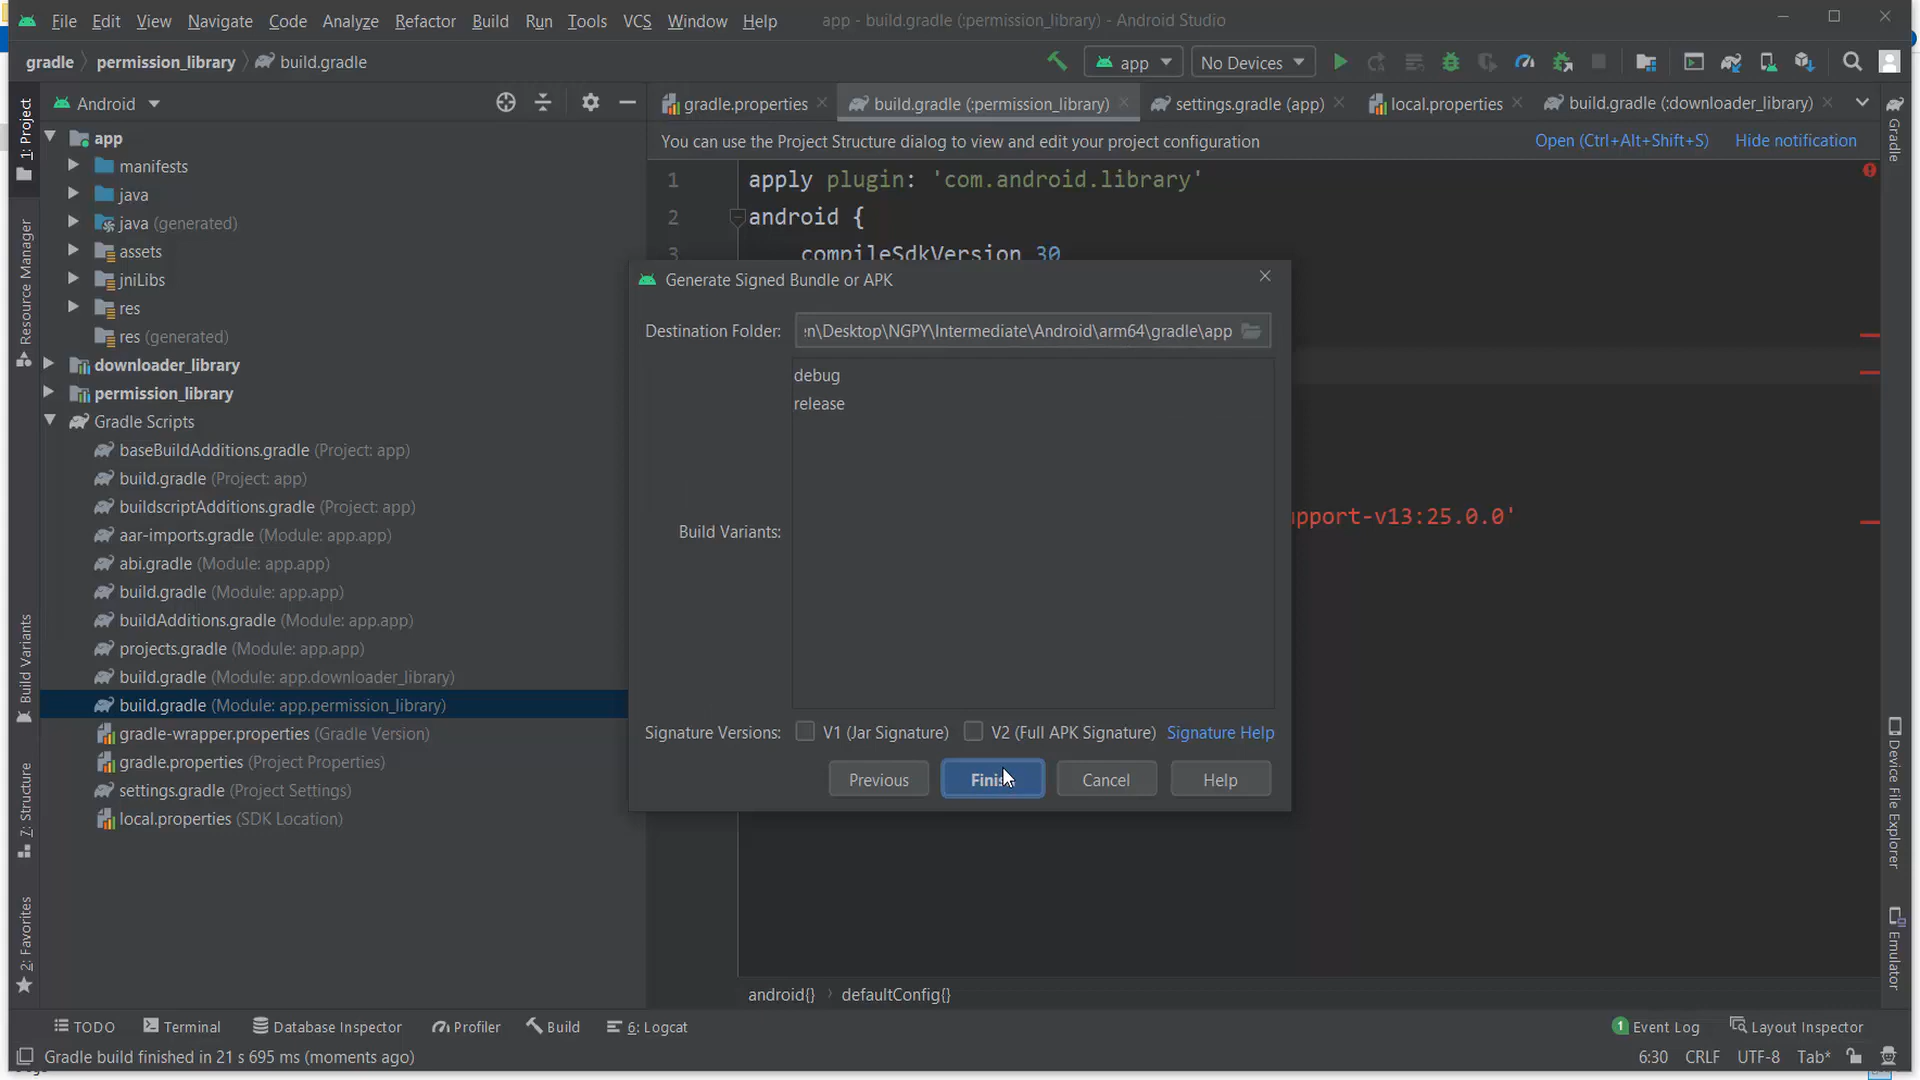 File Edit View Navigate Code Analyze Refactor Build Run Tools VCS Window Help app - build.gradle (:permission_library) - Android Studio
gradle permission_library build.gradle app No Devices
Android
gradle.properties build.gradle (:permission_library) settings.gradle (app) local.properties build.gradle (:downloader_library)
You can use the Project Structure dialog to view and edit your project configuration Open (Ctrl+Alt+Shift+S) Hide notification
1: Project
Resource Manager
Build Variants
7: Structure
2: Favorites
app
manifests
java
java (generated)
assets
jniLibs
res
res (generated)
downloader_library
permission_library
Gradle Scripts
baseBuildAdditions.gradle (Project: app)
build.gradle (Project: app)
buildscriptAdditions.gradle (Project: app)
aar-imports.gradle (Module: app.app)
abi.gradle (Module: app.app)
build.gradle (Module: app.app)
buildAdditions.gradle (Module: app.app)
projects.gradle (Module: app.app)
build.gradle (Module: app.downloader_library)
build.gradle (Module: app.permission_library)
gradle-wrapper.properties (Gradle Version)
gradle.properties (Project Properties)
settings.gradle (Project Settings)
local.properties (SDK Location)
1 apply plugin: 'com.android.library'
2 android {
3 compileSdkVersion 30
pport-v13:25.0.0'
Generate Signed Bundle or APK
Destination Folder: n\Desktop\NGPY\Intermediate\Android\arm64\gradle\app
debug
release
Build Variants:
Signature Versions: V1 (Jar Signature) V2 (Full APK Signature) Signature Help
Previous Cancel Help
android{} › defaultConfig{}
Gradle
Device File Explorer
Emulator
TODO Terminal Database Inspector Profiler Build 6: Logcat 1 Event Log Layout Inspector
Gradle build finished in 21 s 695 ms (moments ago) 6:30 CRLF UTF-8 Tab*